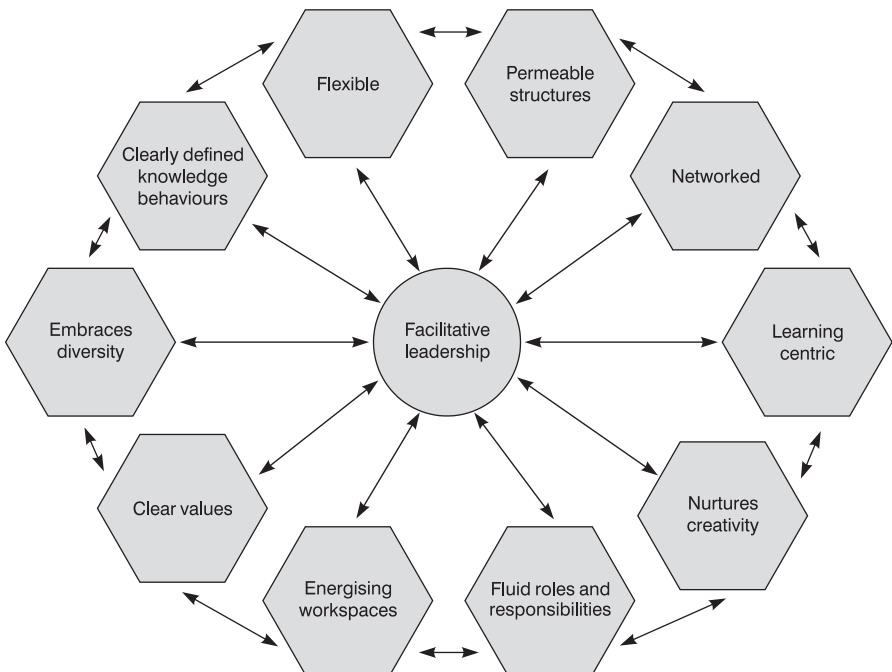 Flexible
Permeable
structures
Clearly defined
knowledge
behaviours
Networked
Embraces
diversity
Facilitative
leadership
Learning
centric
Clear values
Nurtures
creativity
Energising
workspaces
Fluid roles and
responsibilities